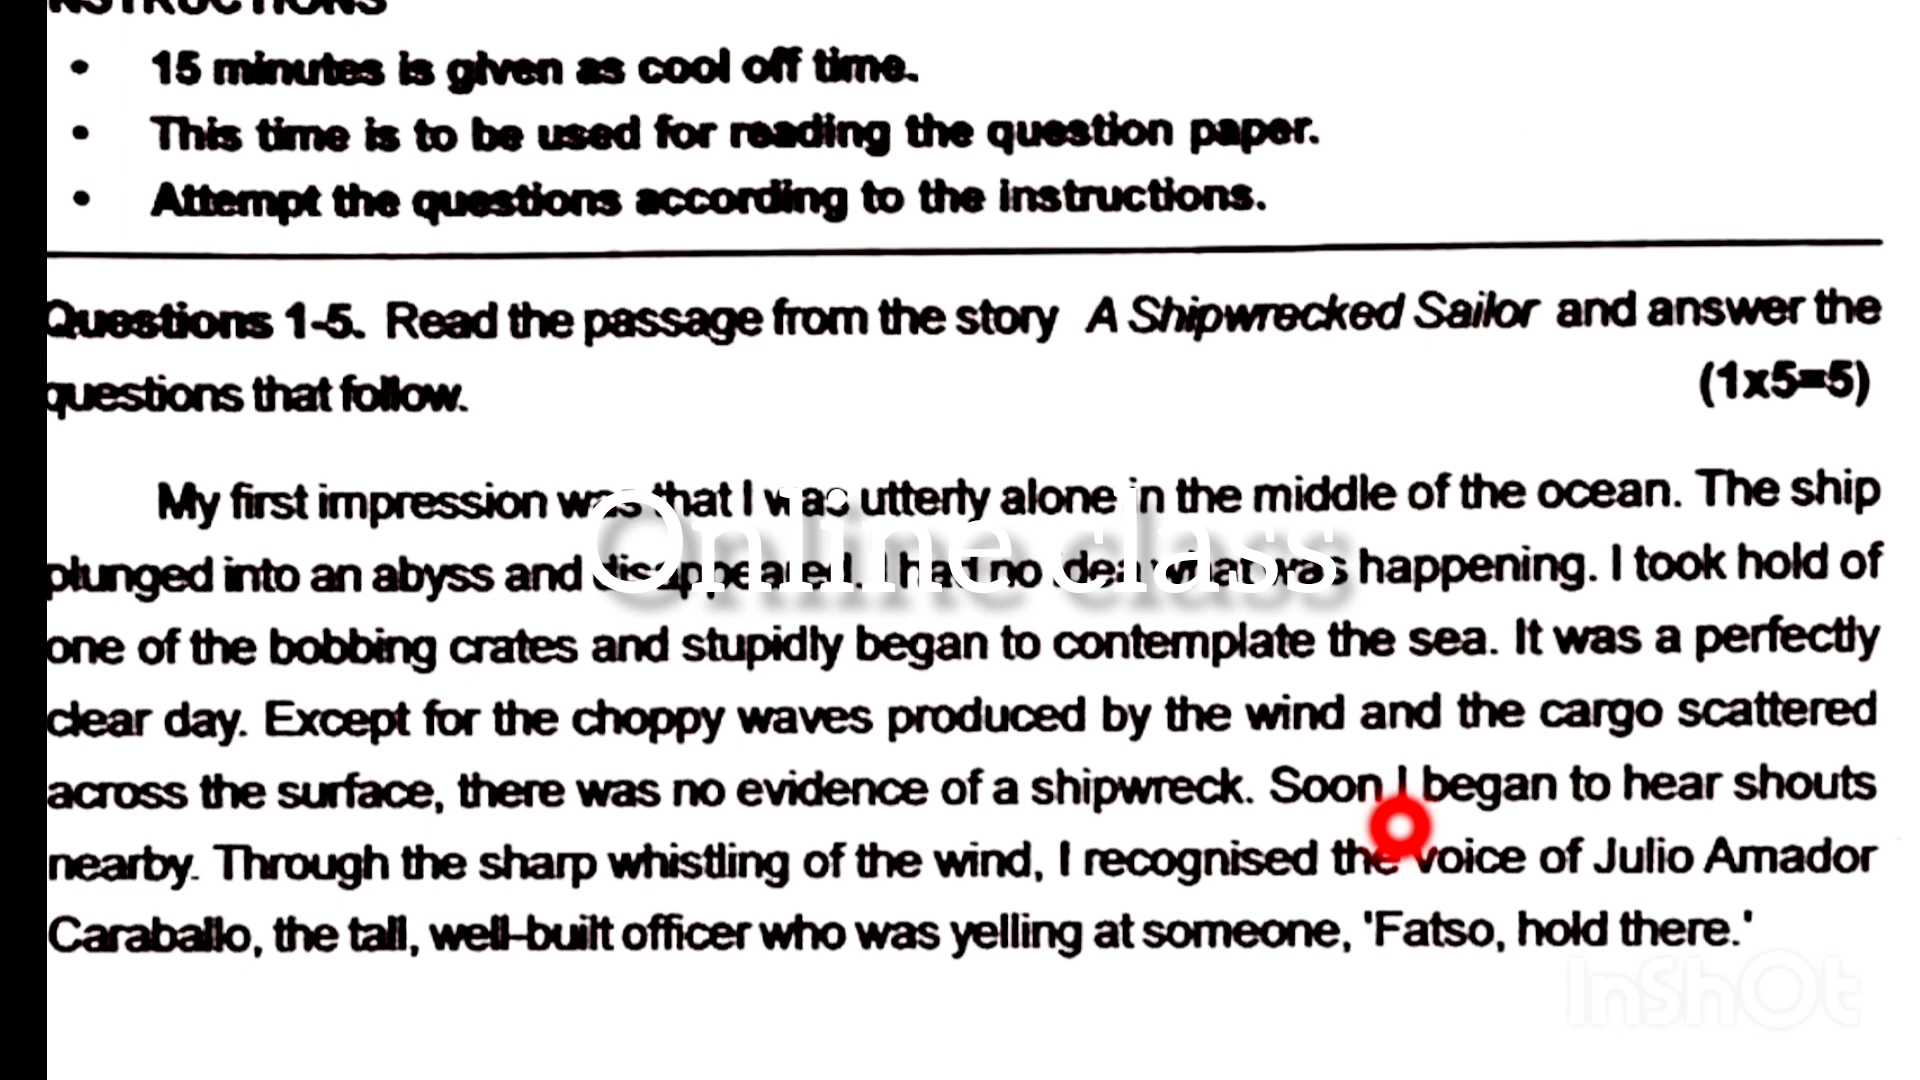 INSTRUCTIONS
• 15 minutes is given as cool off time.
• This time is to be used for reading the question paper.
• Attempt the questions according to the instructions.
Questions 1-5. Read the passage from the story A Shipwrecked Sailor and answer the
questions that follow. (1x5=5)
My first impression was that I was utterly alone in the middle of the ocean. The ship
plunged into an abyss and disappeared. I had no idea what was happening. I took hold of
Online class
one of the bobbing crates and stupidly began to contemplate the sea. It was a perfectly
clear day. Except for the choppy waves produced by the wind and the cargo scattered
across the surface, there was no evidence of a shipwreck. Soon I began to hear shouts
nearby. Through the sharp whistling of the wind, I recognised the voice of Julio Amador
Caraballo, the tall, well-built officer who was yelling at someone, 'Fatso, hold there.'
InShOt